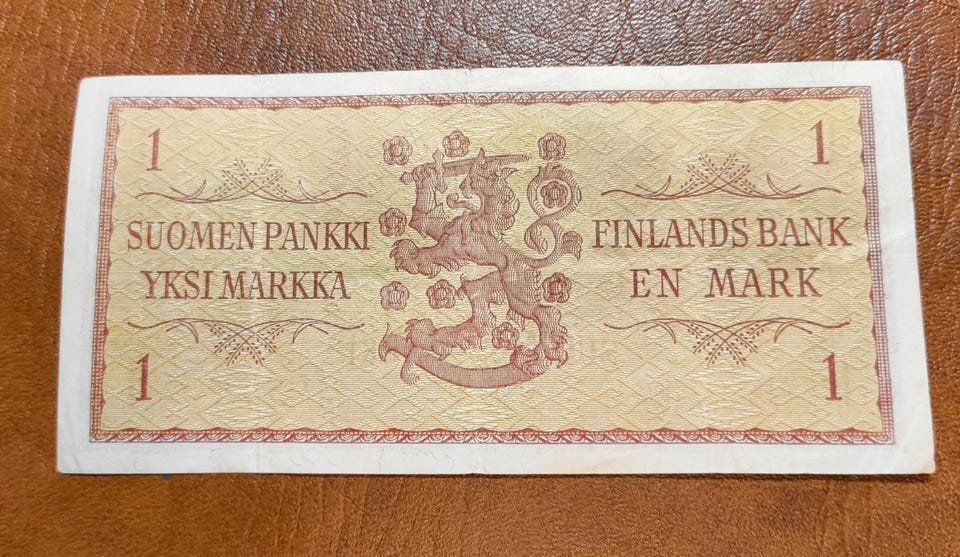 1 1
SUOMEN PANKKI FINLANDS BANK
YKSI MARKKA EN MARK
1 1